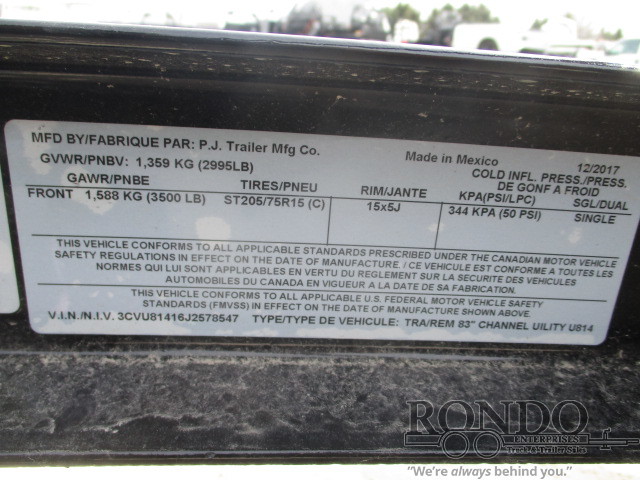 MFD BY/FABRIQUE PAR: P.J. Trailer Mfg Co. Made in Mexico 12/2017
GVWR/PNBV: 1,359 KG (2995LB) COLD INFL. PRESS./PRESS.
GAWR/PNBE TIRES/PNEU RIM/JANTE DE GONF A FROID
KPA(PSI/LPC) SGL/DUAL
FRONT 1,588 KG (3500 LB) ST205/75R15 (C) 15x5J 344 KPA (50 PSI) SINGLE
THIS VEHICLE CONFORMS TO ALL APPLICABLE STANDARDS PRESCRIBED UNDER THE CANADIAN MOTOR VEHICLE
SAFETY REGULATIONS IN EFFECT ON THE DATE OF MANUFACTURE. / CE VEHICULE EST CONFORME A TOUTES LES
NORMES QUI LUI SONT APPLICABLES EN VERTU DU REGLEMENT SUR LA SECURITE DES VEHICULES
AUTOMOBILES DU CANADA EN VIGUEUR A LA DATE DE SA FABRICATION.
THIS VEHICLE CONFORMS TO ALL APPLICABLE U.S. FEDERAL MOTOR VEHICLE SAFETY
STANDARDS (FMVSS) IN EFFECT ON DATE OF MANUFACTURE SHOWN ABOVE.
V.I.N./N.I.V. 3CVU81416J2578547 TYPE/TYPE DE VEHICULE: TRA/REM 83" CHANNEL UILITY U814
RONDO
ENTERPRISES
Truck & Trailer Sales
"We're always behind you."